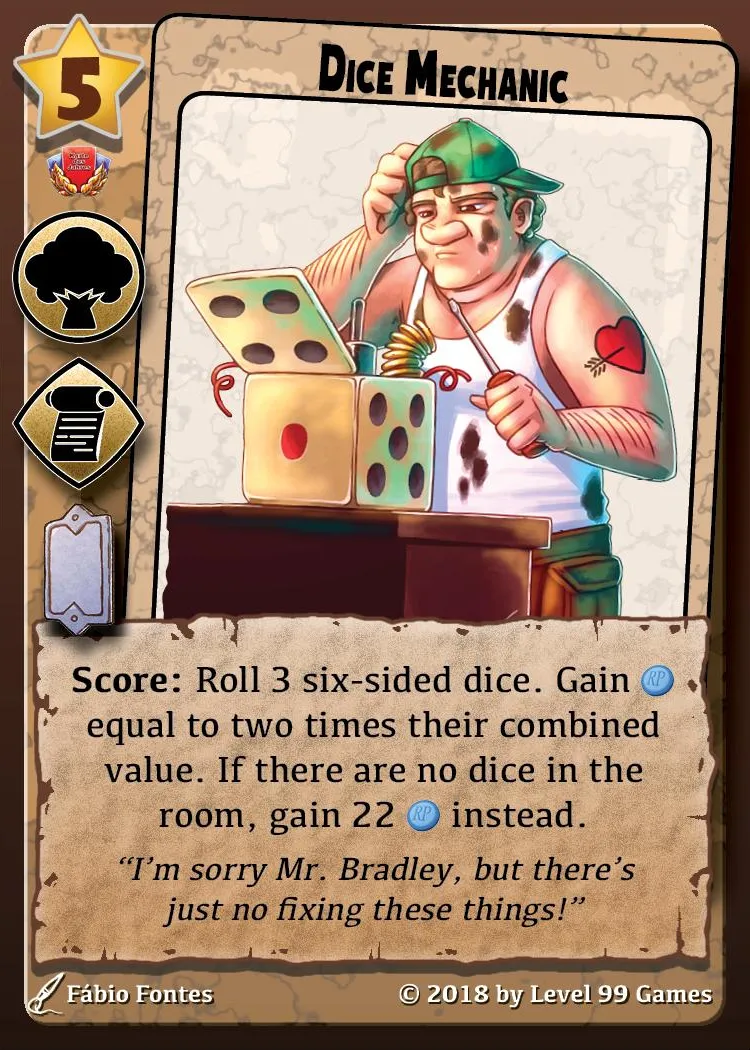 5
Dice Mechanic
Score: Roll 3 six-sided dice. Gain RP
equal to two times their combined
value. If there are no dice in the
room, gain 22 RP instead.
“I’m sorry Mr. Bradley, but there’s
just no fixing these things!”
Fábio Fontes
© 2018 by Level 99 Games